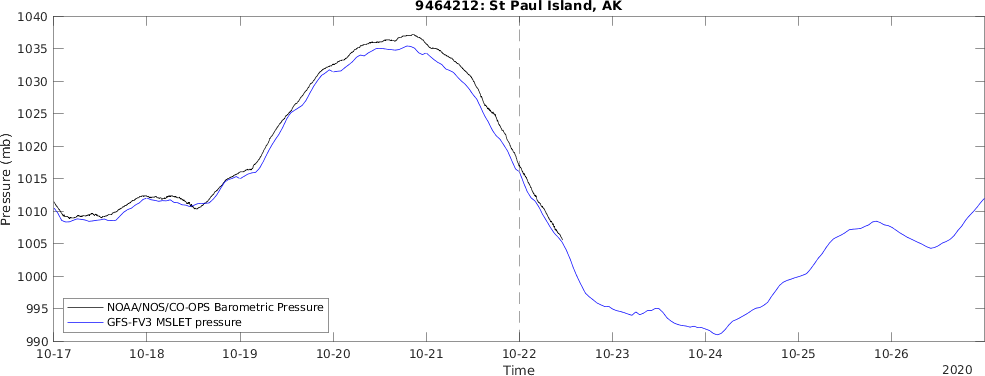 9464212: St Paul Island, AK
Pressure (mb)
1040
1035
1030
1025
1020
1015
1010
1005
1000
995
990
NOAA/NOS/CO-OPS Barometric Pressure
GFS-FV3 MSLET pressure
10-17 10-18 10-19 10-20 10-21 10-22 10-23 10-24 10-25 10-26
Time
2020